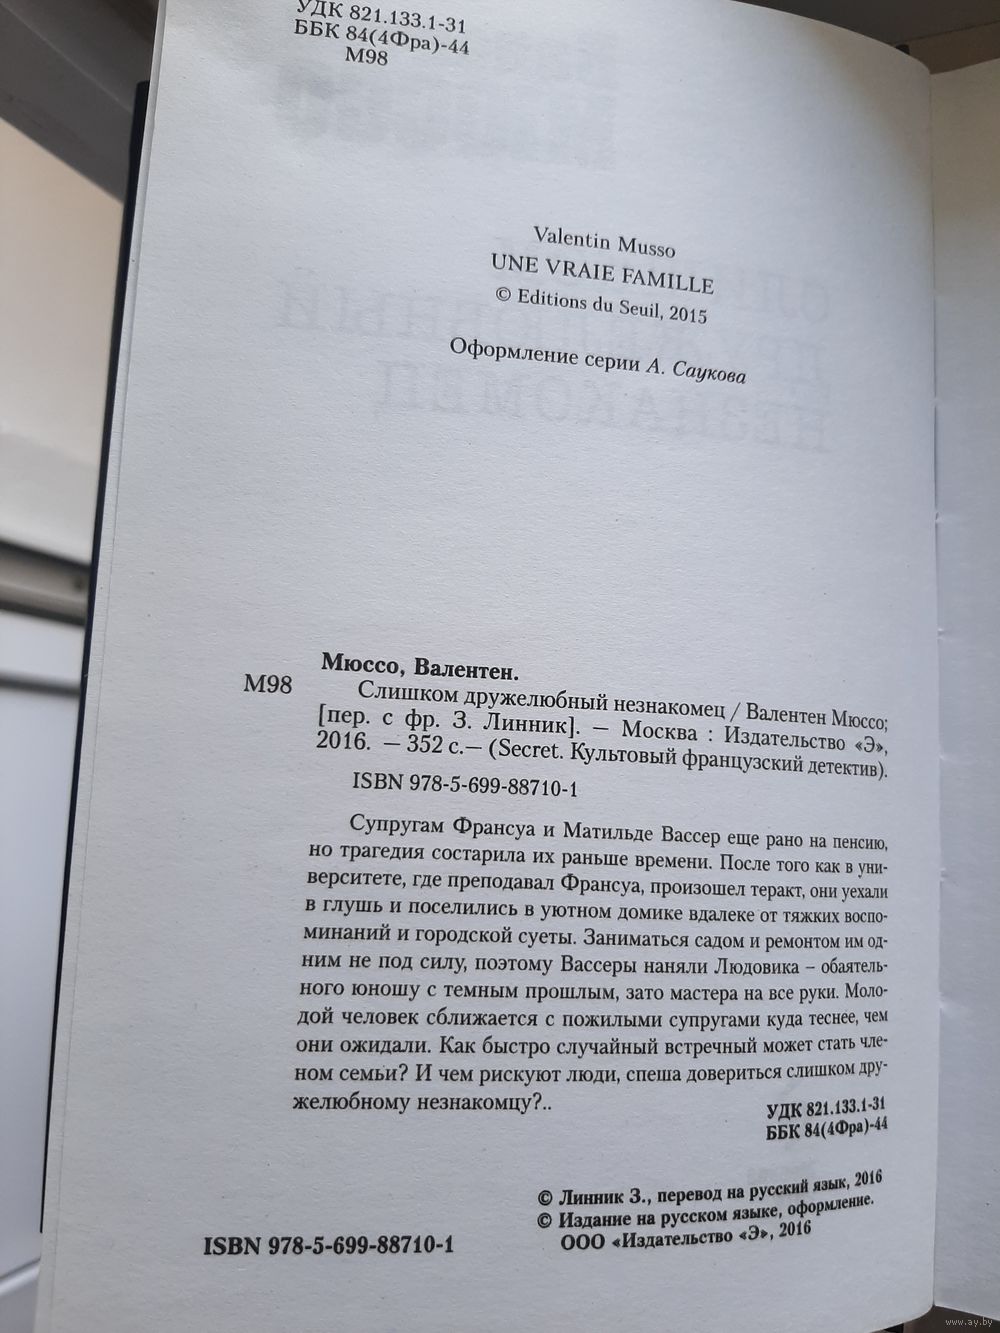 УДК 821.133.1-31
ББК 84(4Фра)-44
М98
Valentin Musso
UNE VRAIE FAMILLE
© Editions du Seuil, 2015
Оформление серии А. Саукова
Мюссо, Валентен.
М98 Слишком дружелюбный незнакомец / Валентен Мюссо;
[пер. с фр. З. Линник]. — Москва : Издательство «Э»,
2016. — 352 с.— (Secret. Культовый французский детектив).
ISBN 978-5-699-88710-1
Супругам Франсуа и Матильде Вассер еще рано на пенсию,
но трагедия состарила их раньше времени. После того как в уни-
верситете, где преподавал Франсуа, произошел теракт, они уехали
в глушь и поселились в уютном домике вдалеке от тяжких воспо-
минаний и городской суеты. Заниматься садом и ремонтом им од-
ним не под силу, поэтому Вассеры наняли Людовика – обаятель-
ного юношу с темным прошлым, зато мастера на все руки. Моло-
дой человек сближается с пожилыми супругами куда теснее, чем
они ожидали. Как быстро случайный встречный может стать чле-
ном семьи? И чем рискуют люди, спеша довериться слишком дру-
желюбному незнакомцу?..
УДК 821.133.1-31
ББК 84(4Фра)-44
© Линник З., перевод на русский язык, 2016
© Издание на русском языке, оформление.
ООО «Издательство «Э», 2016
ISBN 978-5-699-88710-1
www.ay.by